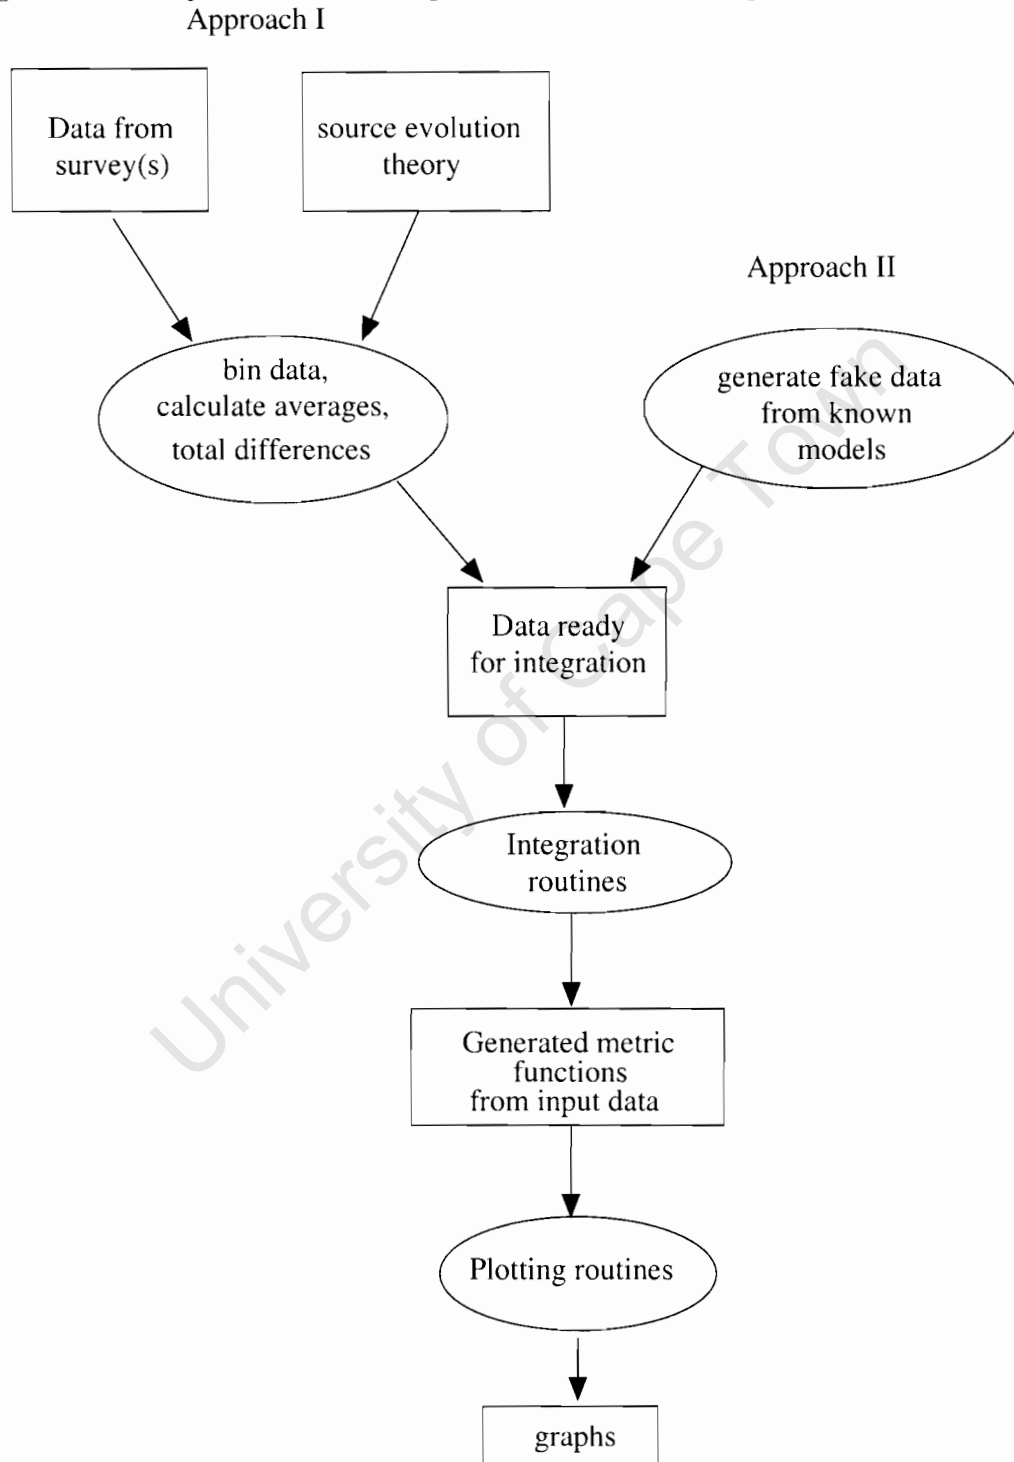 Approach I
Data from
survey(s)
source evolution
theory
Approach II
bin data,
calculate averages,
total differences
generate fake data
from known
models
Data ready
for integration
Integration
routines
Generated metric
functions
from input data
Plotting routines
graphs
University of Cape Town